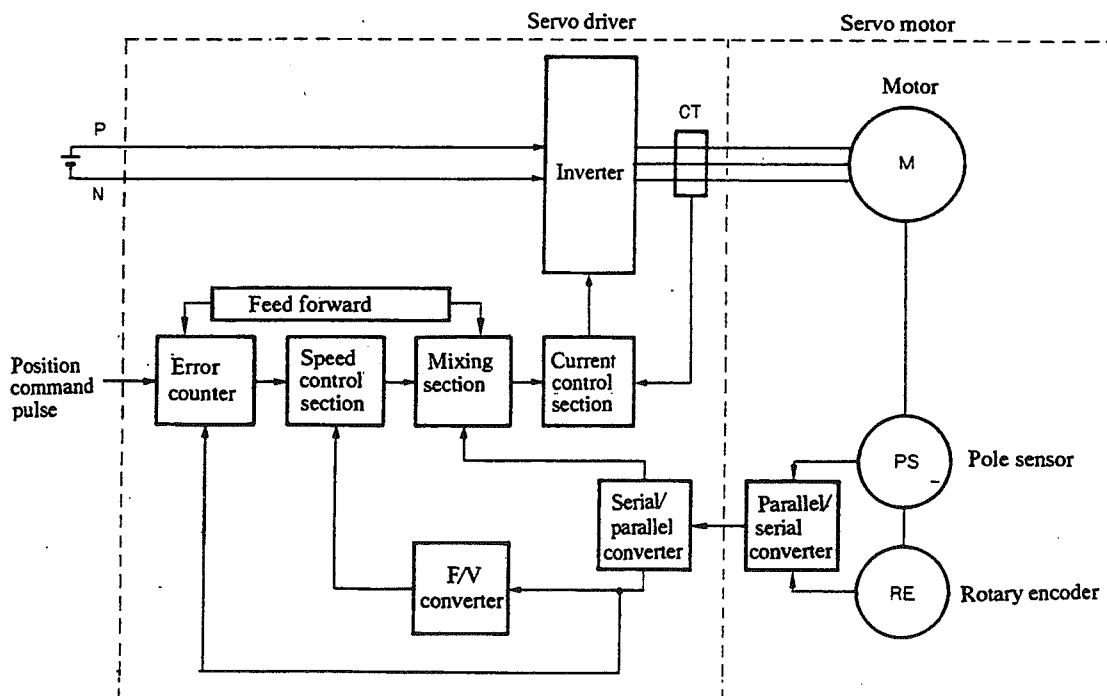 Servo driver
Servo motor
Motor
CT
P
N
Inverter
M
Feed forward
Position
command
pulse
Error
counter
Speed
control
section
Mixing
section
Current
control
section
PS
Pole sensor
Serial/
parallel
converter
Parallel/
serial
converter
F/V
converter
RE
Rotary encoder